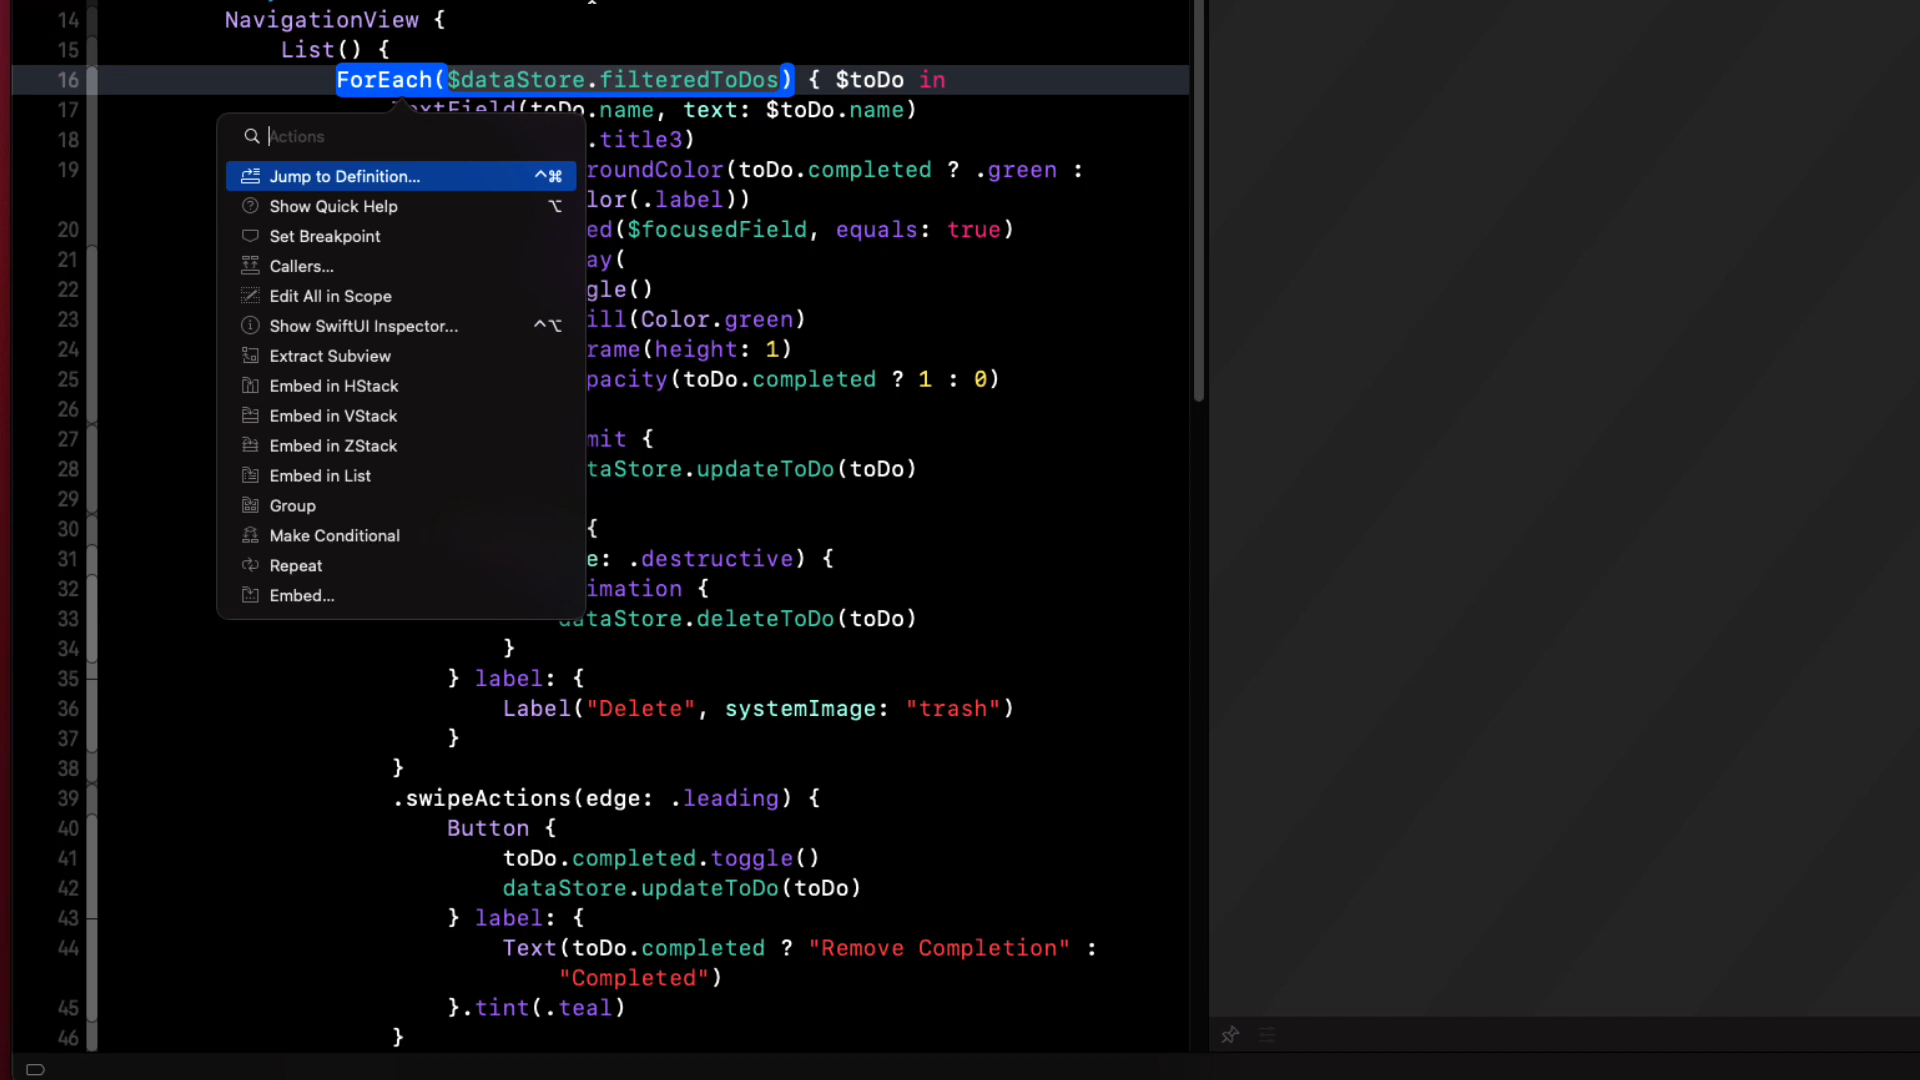 14 NavigationView {
15 List() {
16 ForEach($dataStore.filteredToDos) { $toDo in
17 TextField(toDo.name, text: $toDo.name)
Actions
18 .title3)
19 roundColor(toDo.completed ? .green :
Jump to Definition... ^⌘
lor(.label))
Show Quick Help ⌥
20 ed($focusedField, equals: true)
Set Breakpoint
21 ay(
Callers...
22 gle()
Edit All in Scope
23 ill(Color.green)
Show SwiftUI Inspector... ^⌥
24 rame(height: 1)
Extract Subview
25 pacity(toDo.completed ? 1 : 0)
Embed in HStack
26
Embed in VStack
27 mit {
Embed in ZStack
28 taStore.updateToDo(toDo)
Embed in List
29
Group
30 {
Make Conditional
31 e: .destructive) {
Repeat
32 imation {
Embed...
33 dataStore.deleteToDo(toDo)
34 }
35 } label: {
36 Label("Delete", systemImage: "trash")
37 }
38 }
39 .swipeActions(edge: .leading) {
40 Button {
41 toDo.completed.toggle()
42 dataStore.updateToDo(toDo)
43 } label: {
44 Text(toDo.completed ? "Remove Completion" :
"Completed")
45 }.tint(.teal)
46 }